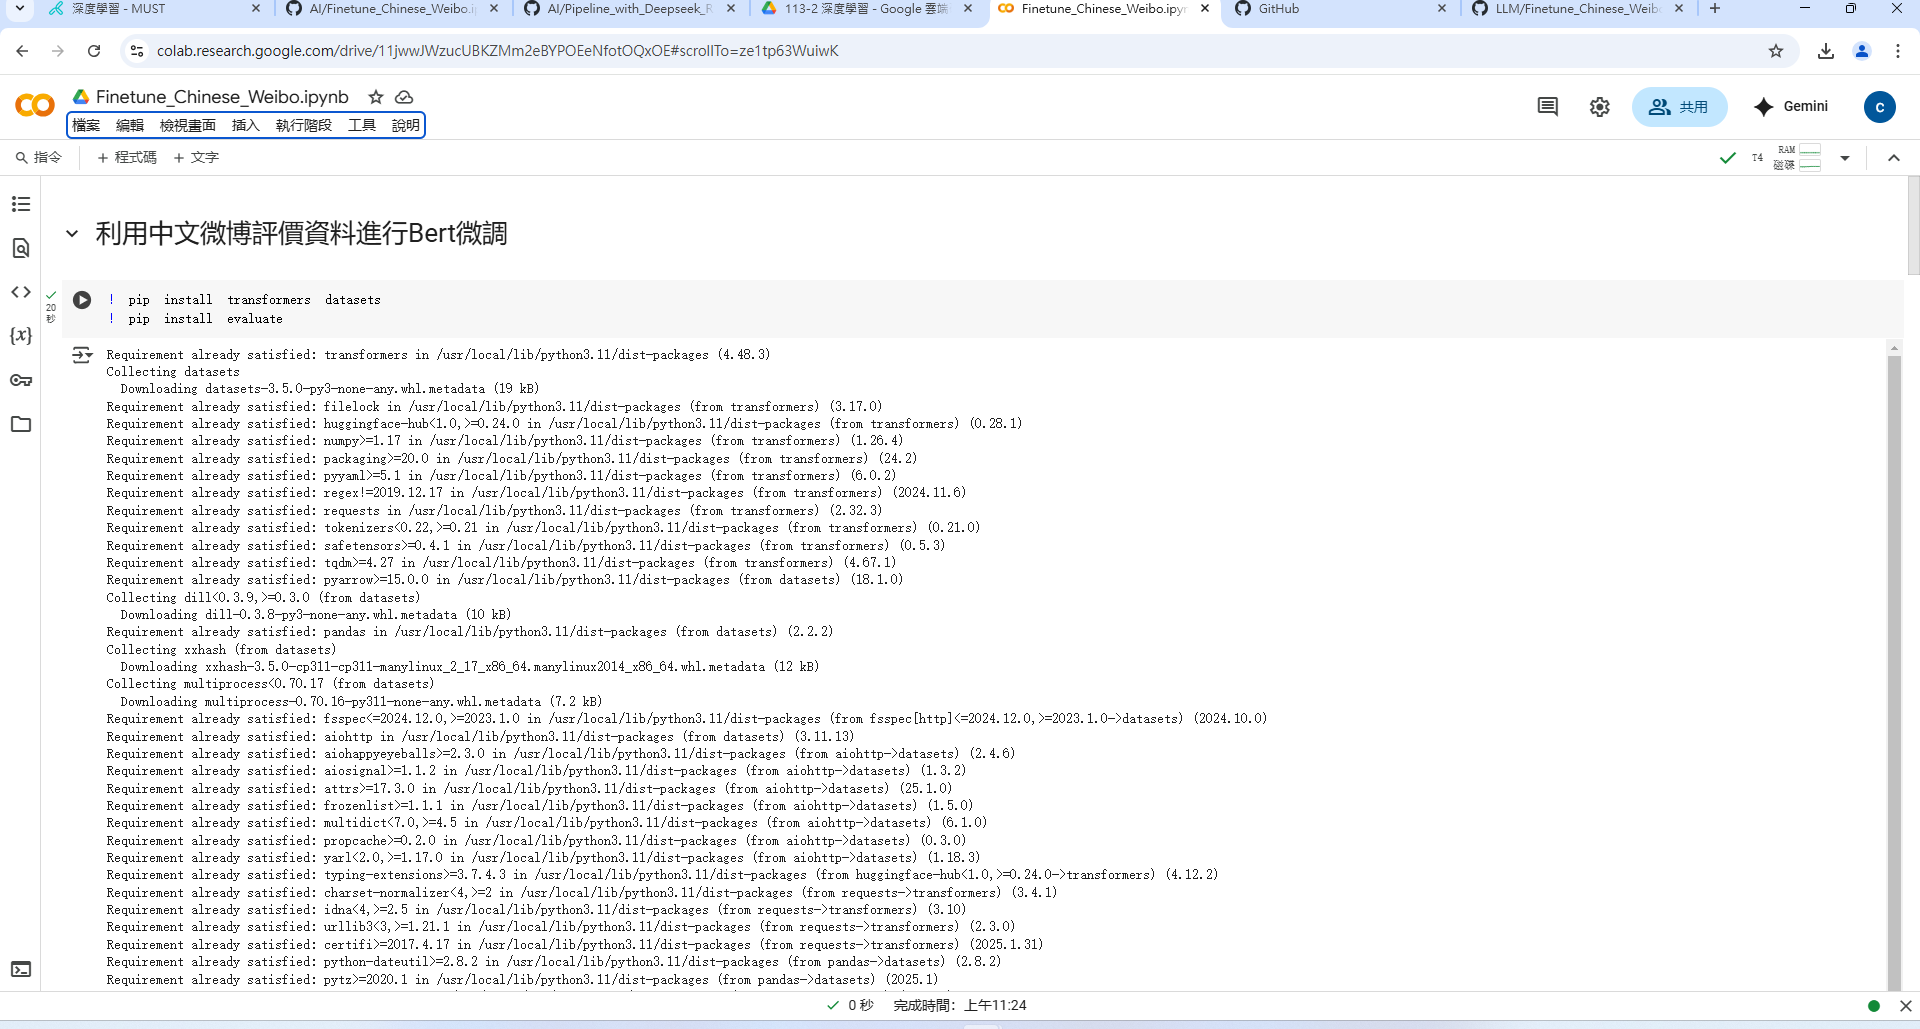 深度學習 - MUST
AI/Finetune_Chinese_Weibo.i
AI/Pipeline_with_Deepseek_R
113-2 深度學習 - Google 雲端
Finetune_Chinese_Weibo.ipyn
GitHub
LLM/Finetune_Chinese_Weib
colab.research.google.com/drive/11jwwJWzucUBKZMm2eBYPOEeNfotOQxOE#scrollTo=ze1tp63WuiwK
CO Finetune_Chinese_Weibo.ipynb
檔案 編輯 檢視畫面 插入 執行階段 工具 說明
共用 Gemini c
指令 + 程式碼 + 文字
T4 RAM 磁碟
利用中文微博評價資料進行Bert微調
20 秒
! pip install transformers datasets
! pip install evaluate
Requirement already satisfied: transformers in /usr/local/lib/python3.11/dist-packages (4.48.3)
Collecting datasets
Downloading datasets-3.5.0-py3-none-any.whl.metadata (19 kB)
Requirement already satisfied: filelock in /usr/local/lib/python3.11/dist-packages (from transformers) (3.17.0)
Requirement already satisfied: huggingface-hub<1.0,>=0.24.0 in /usr/local/lib/python3.11/dist-packages (from transformers) (0.28.1)
Requirement already satisfied: numpy>=1.17 in /usr/local/lib/python3.11/dist-packages (from transformers) (1.26.4)
Requirement already satisfied: packaging>=20.0 in /usr/local/lib/python3.11/dist-packages (from transformers) (24.2)
Requirement already satisfied: pyyaml>=5.1 in /usr/local/lib/python3.11/dist-packages (from transformers) (6.0.2)
Requirement already satisfied: regex!=2019.12.17 in /usr/local/lib/python3.11/dist-packages (from transformers) (2024.11.6)
Requirement already satisfied: requests in /usr/local/lib/python3.11/dist-packages (from transformers) (2.32.3)
Requirement already satisfied: tokenizers<0.22,>=0.21 in /usr/local/lib/python3.11/dist-packages (from transformers) (0.21.0)
Requirement already satisfied: safetensors>=0.4.1 in /usr/local/lib/python3.11/dist-packages (from transformers) (0.5.3)
Requirement already satisfied: tqdm>=4.27 in /usr/local/lib/python3.11/dist-packages (from transformers) (4.67.1)
Requirement already satisfied: pyarrow>=15.0.0 in /usr/local/lib/python3.11/dist-packages (from datasets) (18.1.0)
Collecting dill<0.3.9,>=0.3.0 (from datasets)
Downloading dill-0.3.8-py3-none-any.whl.metadata (10 kB)
Requirement already satisfied: pandas in /usr/local/lib/python3.11/dist-packages (from datasets) (2.2.2)
Collecting xxhash (from datasets)
Downloading xxhash-3.5.0-cp311-cp311-manylinux_2_17_x86_64.manylinux2014_x86_64.whl.metadata (12 kB)
Collecting multiprocess<0.70.17 (from datasets)
Downloading multiprocess-0.70.16-py311-none-any.whl.metadata (7.2 kB)
Requirement already satisfied: fsspec<=2024.12.0,>=2023.1.0 in /usr/local/lib/python3.11/dist-packages (from fsspec[http]<=2024.12.0,>=2023.1.0->datasets) (2024.10.0)
Requirement already satisfied: aiohttp in /usr/local/lib/python3.11/dist-packages (from datasets) (3.11.13)
Requirement already satisfied: aiohappyeyeballs>=2.3.0 in /usr/local/lib/python3.11/dist-packages (from aiohttp->datasets) (2.4.6)
Requirement already satisfied: aiosignal>=1.1.2 in /usr/local/lib/python3.11/dist-packages (from aiohttp->datasets) (1.3.2)
Requirement already satisfied: attrs>=17.3.0 in /usr/local/lib/python3.11/dist-packages (from aiohttp->datasets) (25.1.0)
Requirement already satisfied: frozenlist>=1.1.1 in /usr/local/lib/python3.11/dist-packages (from aiohttp->datasets) (1.5.0)
Requirement already satisfied: multidict<7.0,>=4.5 in /usr/local/lib/python3.11/dist-packages (from aiohttp->datasets) (6.1.0)
Requirement already satisfied: propcache>=0.2.0 in /usr/local/lib/python3.11/dist-packages (from aiohttp->datasets) (0.3.0)
Requirement already satisfied: yarl<2.0,>=1.17.0 in /usr/local/lib/python3.11/dist-packages (from aiohttp->datasets) (1.18.3)
Requirement already satisfied: typing-extensions>=3.7.4.3 in /usr/local/lib/python3.11/dist-packages (from huggingface-hub<1.0,>=0.24.0->transformers) (4.12.2)
Requirement already satisfied: charset-normalizer<4,>=2 in /usr/local/lib/python3.11/dist-packages (from requests->transformers) (3.4.1)
Requirement already satisfied: idna<4,>=2.5 in /usr/local/lib/python3.11/dist-packages (from requests->transformers) (3.10)
Requirement already satisfied: urllib3<3,>=1.21.1 in /usr/local/lib/python3.11/dist-packages (from requests->transformers) (2.3.0)
Requirement already satisfied: certifi>=2017.4.17 in /usr/local/lib/python3.11/dist-packages (from requests->transformers) (2025.1.31)
Requirement already satisfied: python-dateutil>=2.8.2 in /usr/local/lib/python3.11/dist-packages (from pandas->datasets) (2.8.2)
Requirement already satisfied: pytz>=2020.1 in /usr/local/lib/python3.11/dist-packages (from pandas->datasets) (2025.1)
0 秒 完成時間: 上午11:24